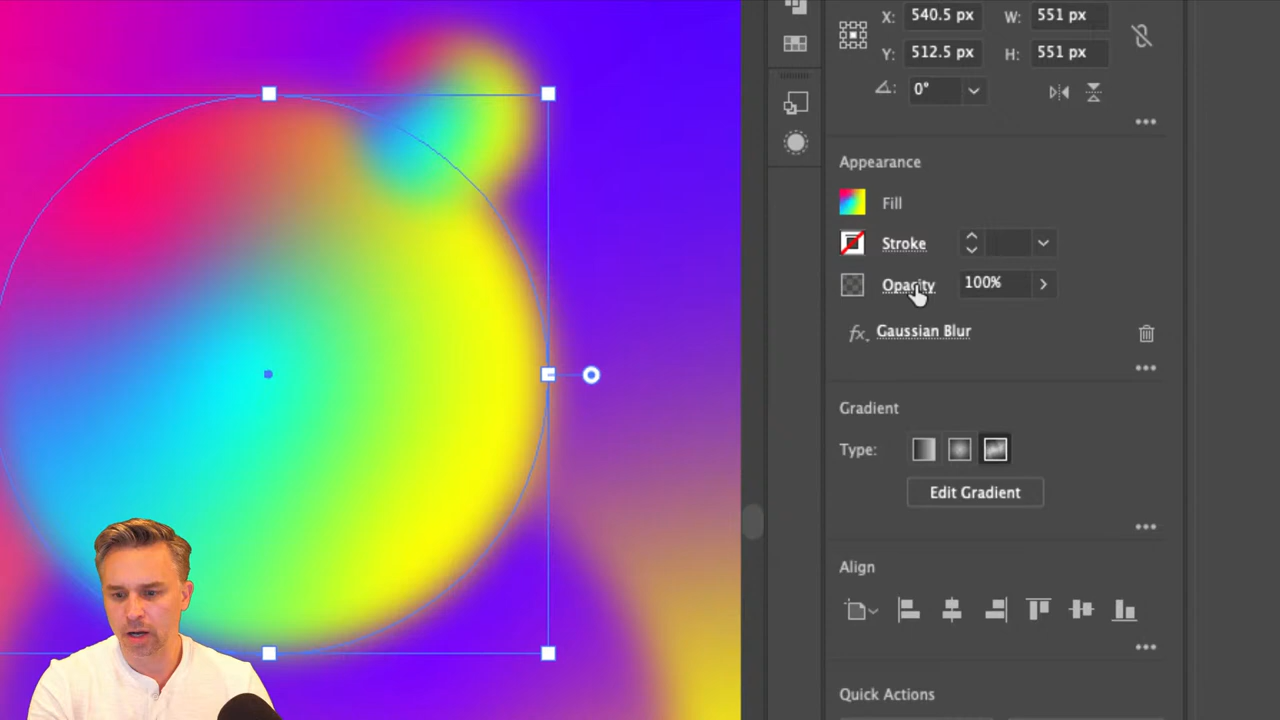 X: 540.5 px W: 551 px
Y: 512.5 px H: 551 px
0°
Appearance
Fill
Stroke
Opacity 100%
fx. Gaussian Blur
Gradient
Type:
Edit Gradient
Align
Quick Actions